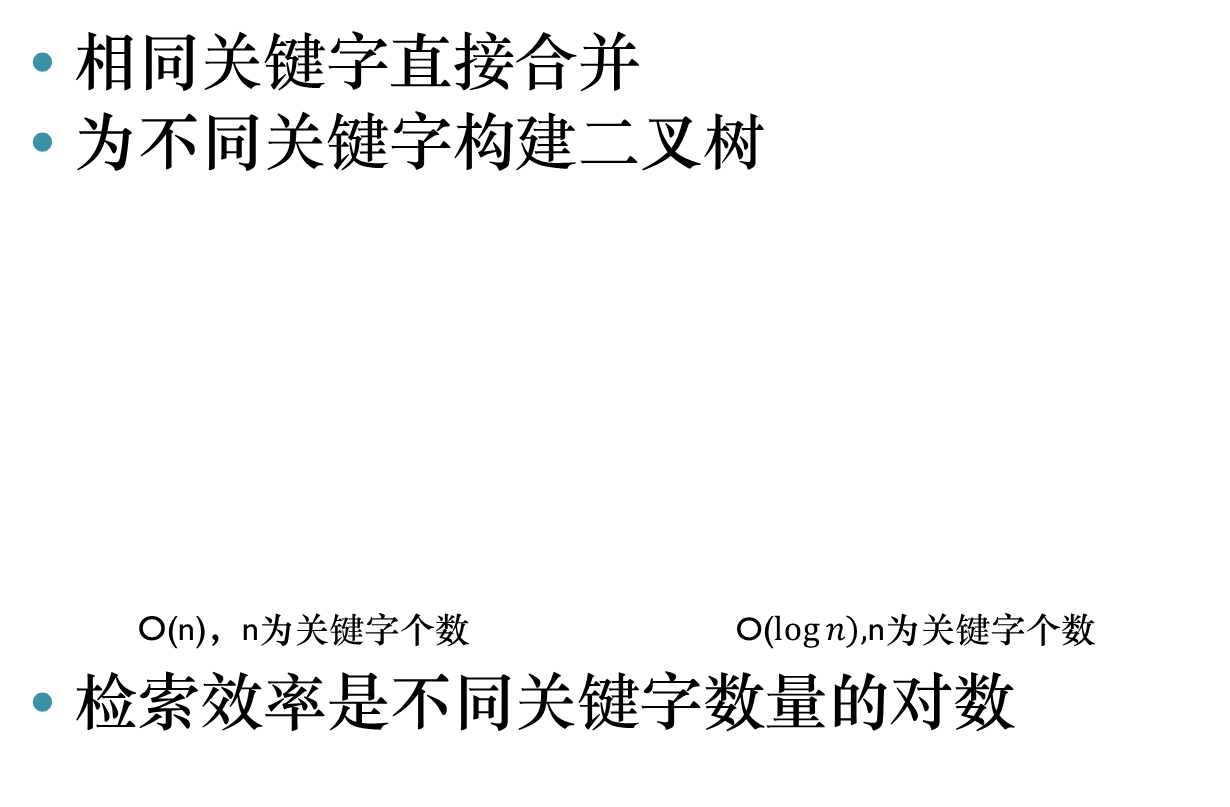 • 相同关键字直接合并
• 为不同关键字构建二叉树
O(n)，n为关键字个数
O(log n),n为关键字个数
• 检索效率是不同关键字数量的对数